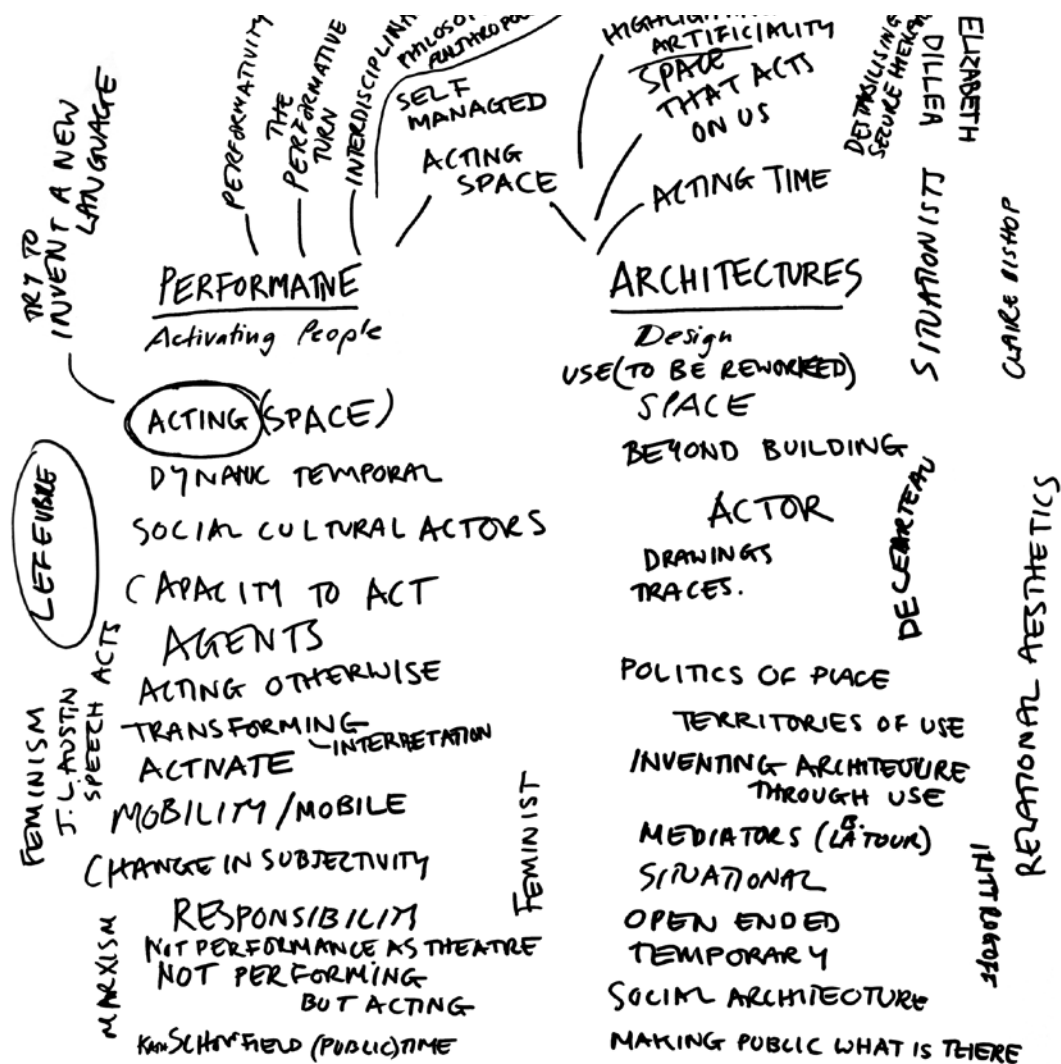 PERFORMATIVITY
THE
PERFORMATIVE
TURN
SELF
MANAGED
ACTING
SPACE
ARTIFICIALITY
SPACE
THAT ACTS
ON US
ACTING TIME
ELIZABETH
DILLER
SITUATIONISTS
CLAIRE BISHOP
TRY TO
INVENT A NEW
LANGUAGE
PERFORMATIVE
Activating People
ACTING (SPACE)
DYNAMIC TEMPORAL
SOCIAL CULTURAL ACTORS
CAPACITY TO ACT
AGENTS
ACTING OTHERWISE
TRANSFORMING
INTERPRETATION
ACTIVATE
MOBILITY / MOBILE
CHANGE IN SUBJECTIVITY
RESPONSIBILITY
NOT PERFORMANCE AS THEATRE
NOT PERFORMING
BUT ACTING
(PUBLIC) TIME
LEFEUBRE
FEMINISM
J.L. AUSTIN
SPEECH ACTS
MARXISM
FEMINIST
ARCHITECTURES
Design
USE (TO BE REWORKED)
SPACE
BEYOND BUILDING
ACTOR
DRAWINGS
TRACES.
POLITICS OF PLACE
TERRITORIES OF USE
INVENTING ARCHITECTURE
THROUGH USE
MEDIATORS (B. LATOUR)
SITUATIONAL
OPEN ENDED
TEMPORARY
SOCIAL ARCHITECTURE
MAKING PUBLIC WHAT IS THERE
DECEARTEAU
RELATIONAL AESTHETICS